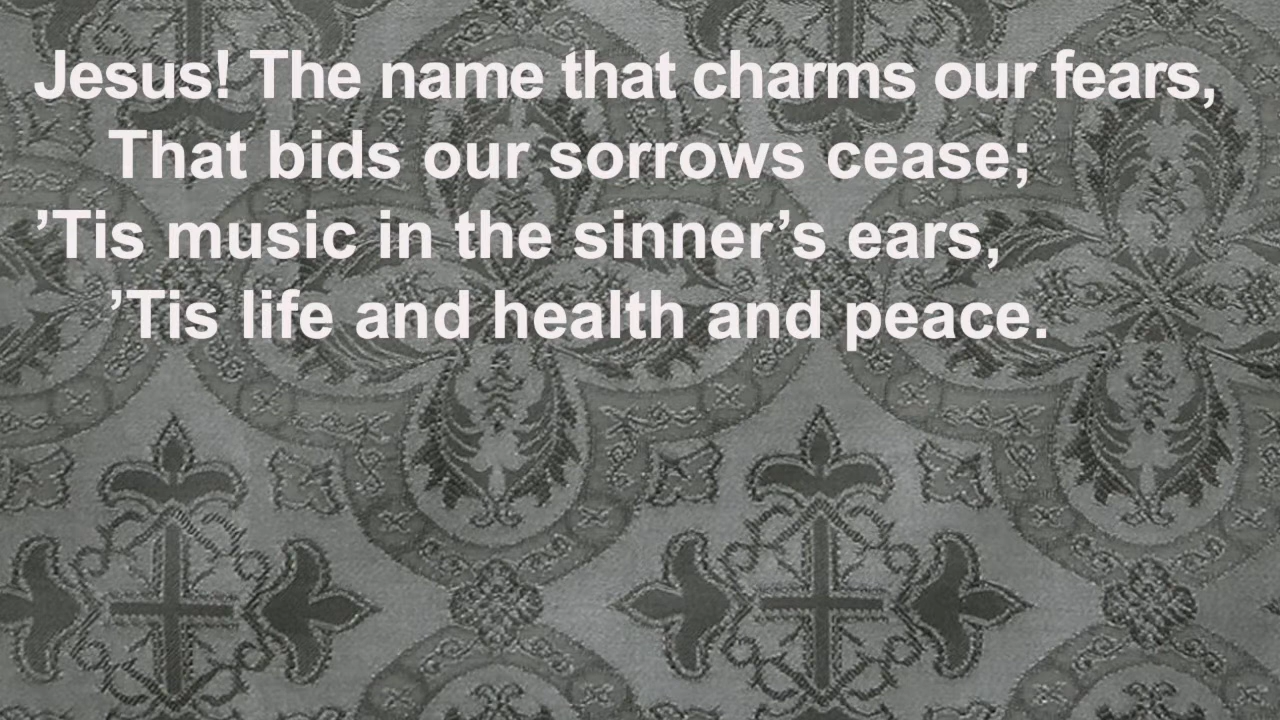 Jesus! The name that charms our fears,
That bids our sorrows cease;
’Tis music in the sinner’s ears,
’Tis life and health and peace.